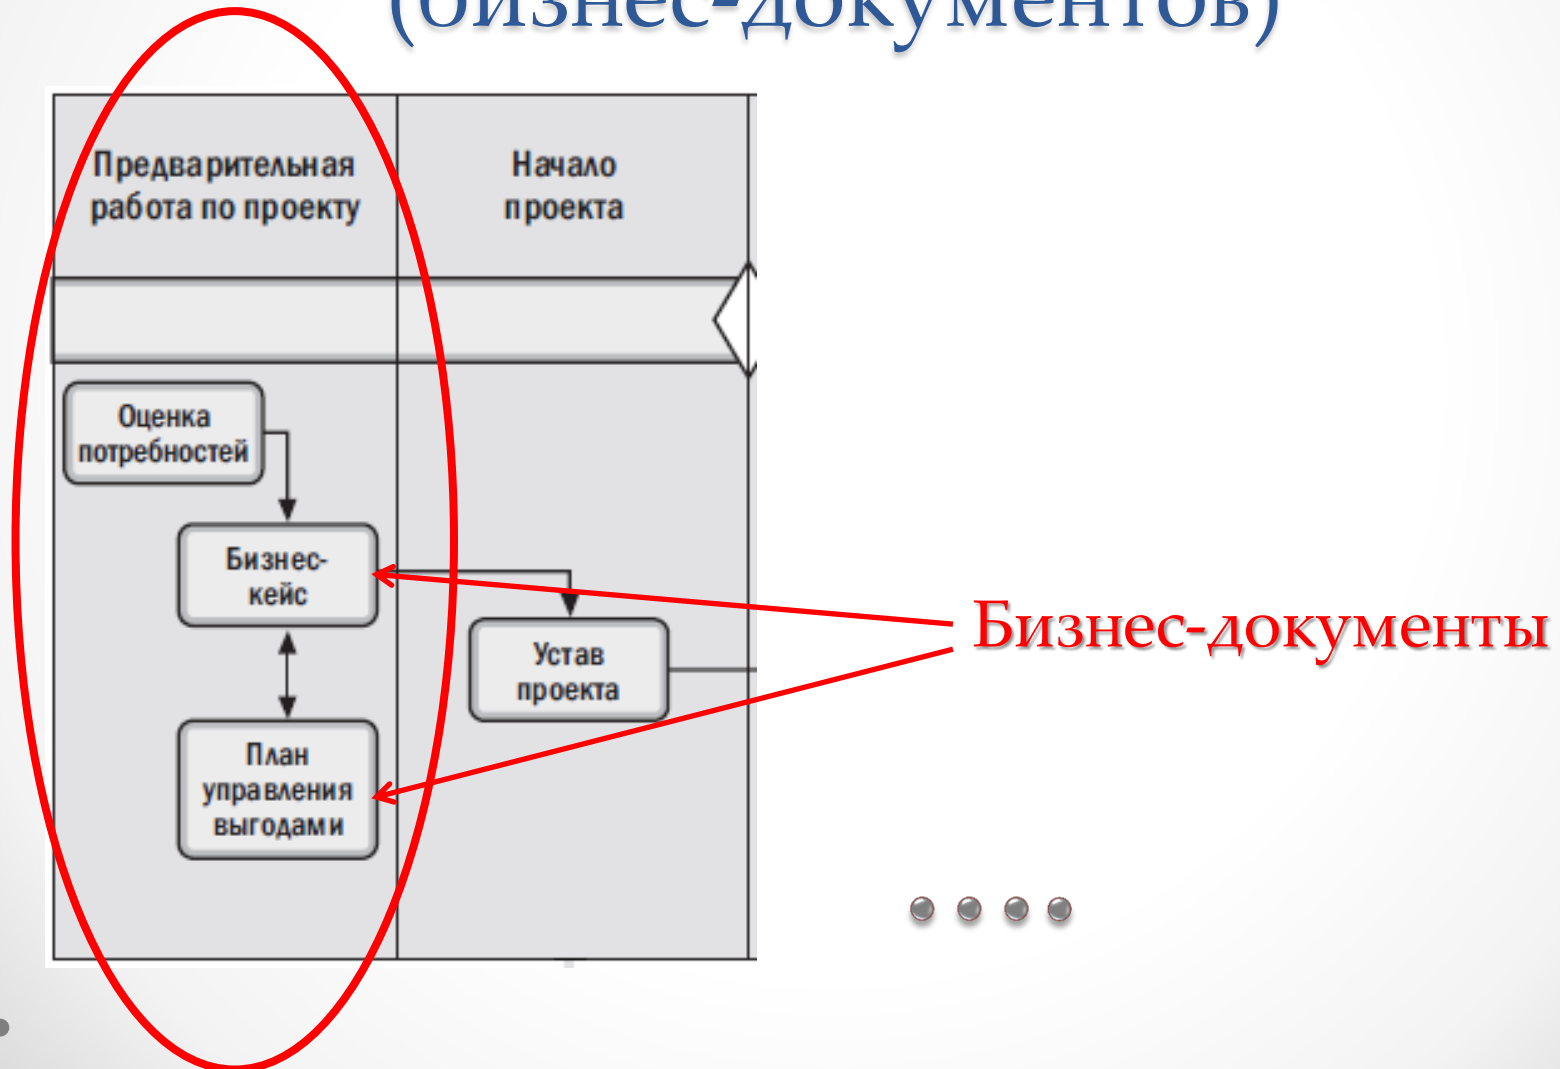 (бизнес-документов)
Предварительная
работа по проекту
Начало
проекта
Оценка
потребностей
Бизнес-
кейс
Устав
проекта
План
управления
выгодами
Бизнес-документы